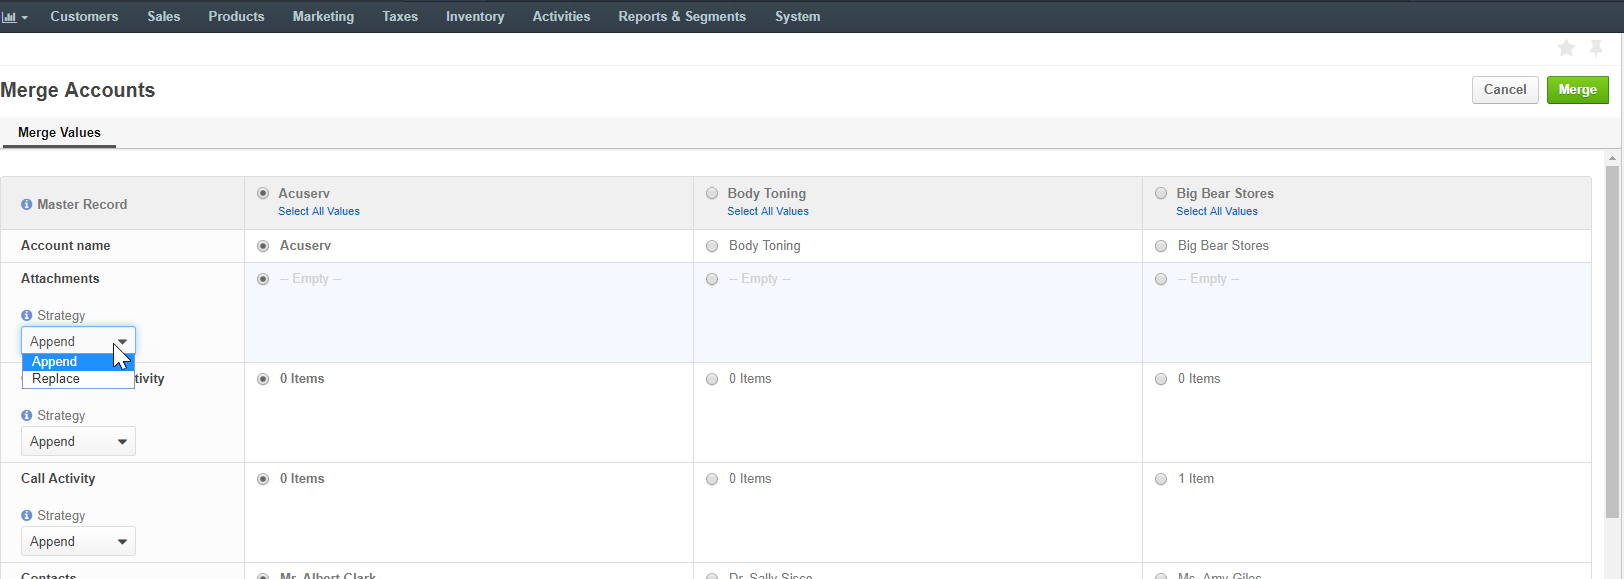 Customers Sales Products Marketing Taxes Inventory Activities Reports & Segments System
Merge Accounts
Cancel Merge
Merge Values
Master Record Acuserv Body Toning Big Bear Stores
Select All Values Select All Values Select All Values
Account name Acuserv Body Toning Big Bear Stores
Attachments -- Empty -- -- Empty -- -- Empty --
Strategy
Append
Append
Replace
tivity 0 Items 0 Items 0 Items
Strategy
Append
Call Activity 0 Items 0 Items 1 Item
Strategy
Append
Contacts Mr. Albert Clark Dr. Sally Sisco Ms. Amy Giles